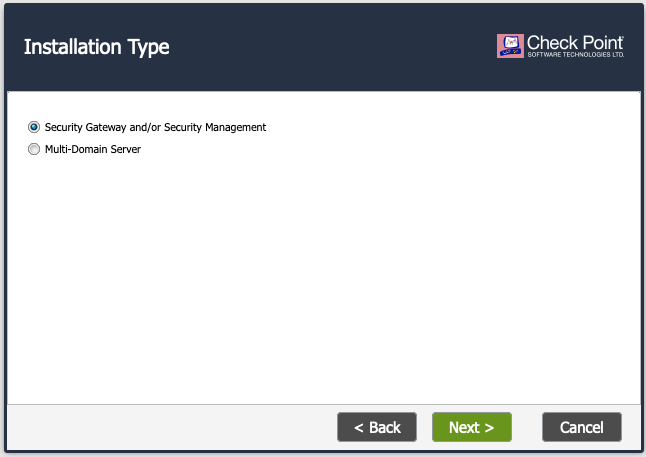 Installation Type
Check Point
SOFTWARE TECHNOLOGIES LTD.
Security Gateway and/or Security Management
Multi-Domain Server
< Back
Next >
Cancel